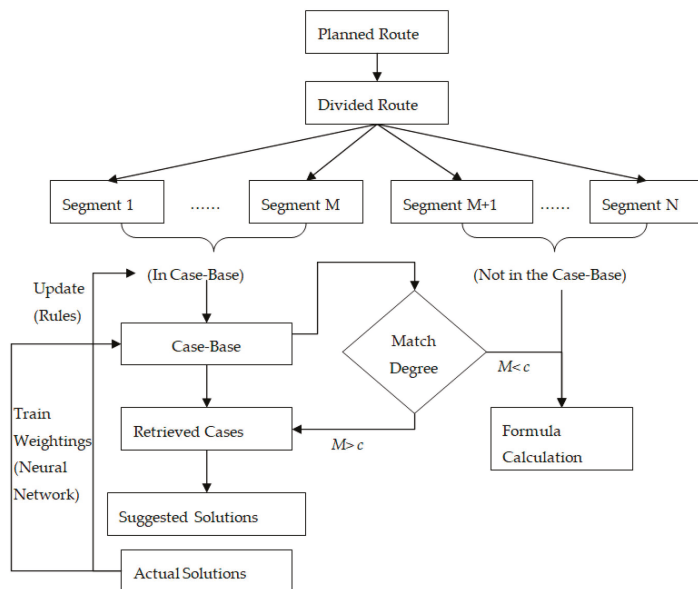 Planned Route
Divided Route
Segment 1
......
Segment M
Segment M+1
......
Segment N
(In Case-Base)
(Not in the Case-Base)
Update
(Rules)
Case-Base
Match
Degree
M< c
Train
Weightings
(Neural
Network)
Retrieved Cases
M> c
Formula
Calculation
Suggested Solutions
Actual Solutions